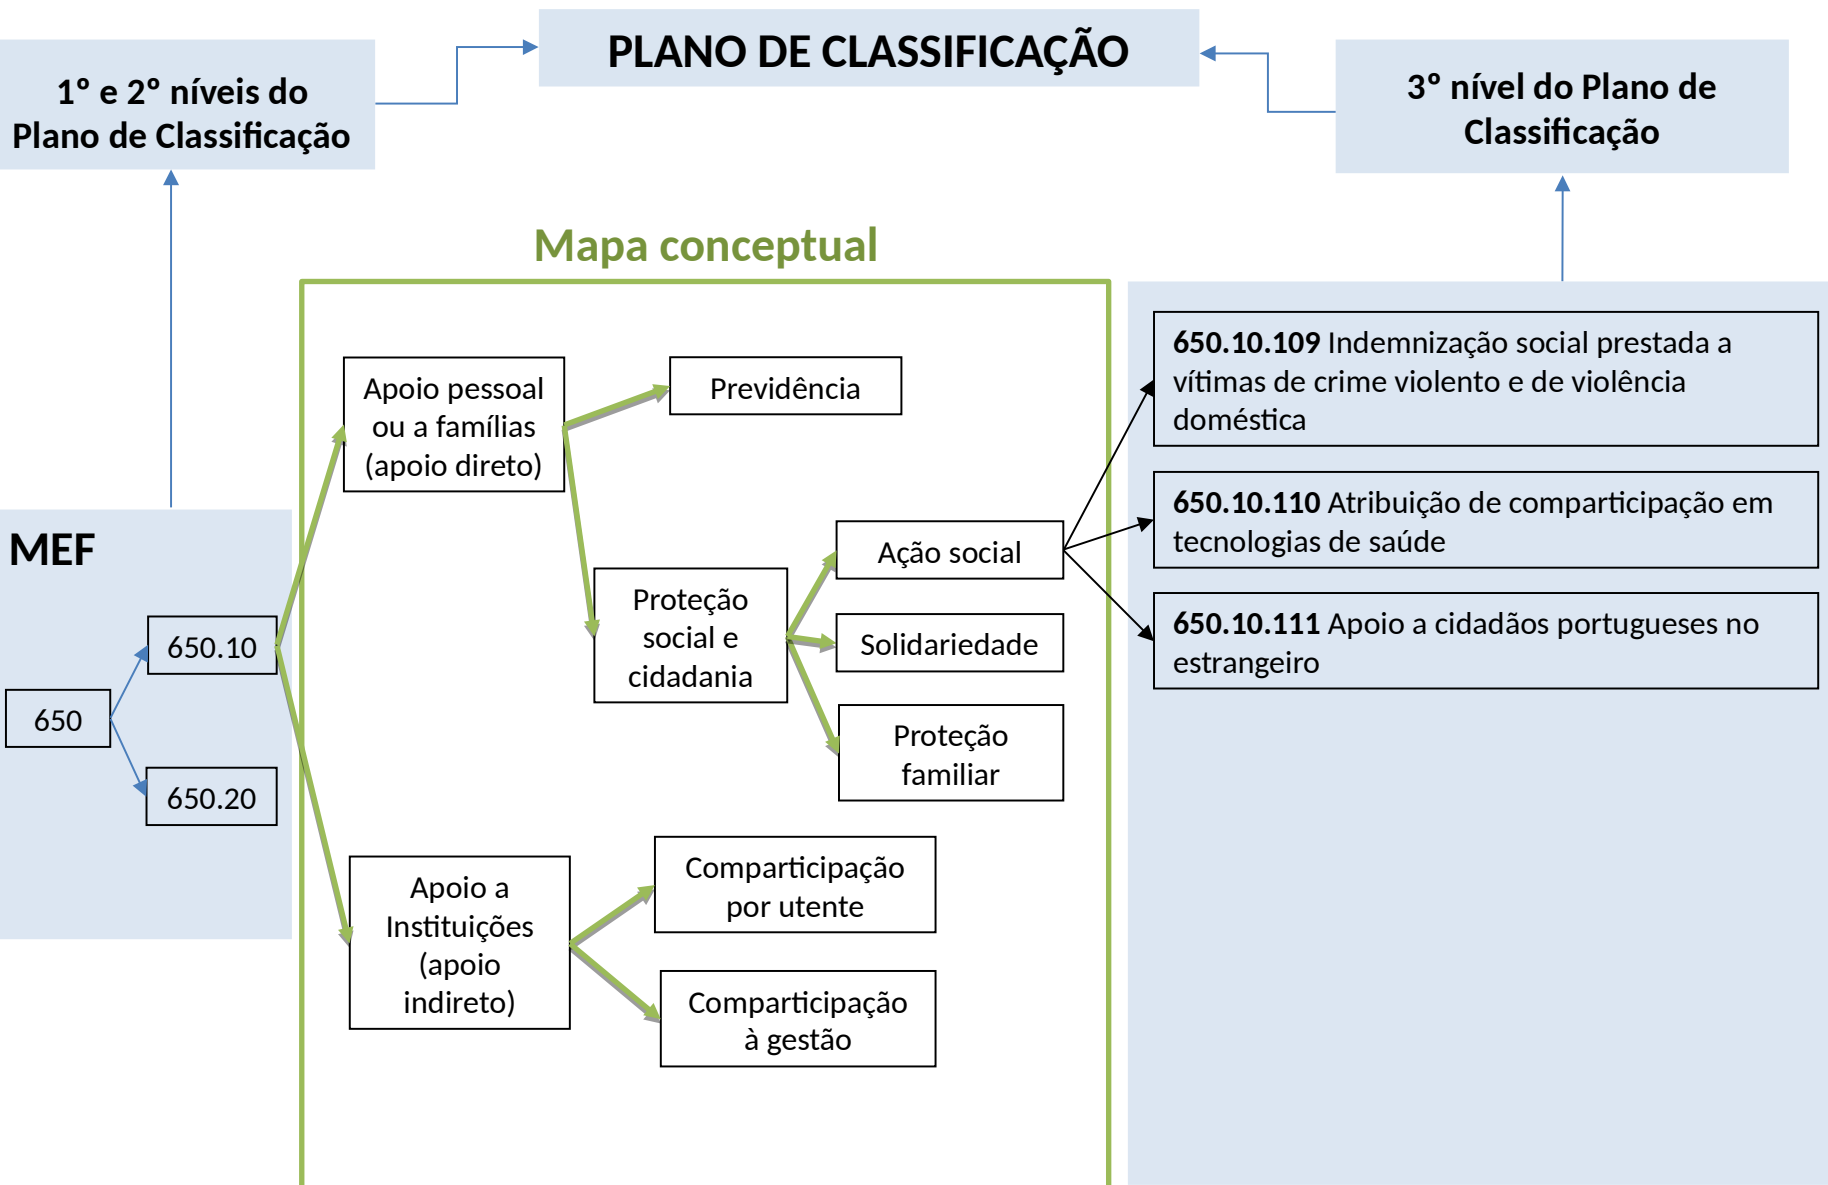 PLANO DE CLASSIFICAÇÃO
1º e 2º níveis do
Plano de Classificação
3º nível do Plano de
Classificação
Mapa conceptual
MEF
650
650.10
650.20
Apoio pessoal
ou a famílias
(apoio direto)
Previdência
Proteção
social e
cidadania
Ação social
Solidariedade
Proteção
familiar
Apoio a
Instituições
(apoio
indireto)
Comparticipação
por utente
Comparticipação
à gestão
650.10.109 Indemnização social prestada a
vítimas de crime violento e de violência
doméstica
650.10.110 Atribuição de comparticipação em
tecnologias de saúde
650.10.111 Apoio a cidadãos portugueses no
estrangeiro